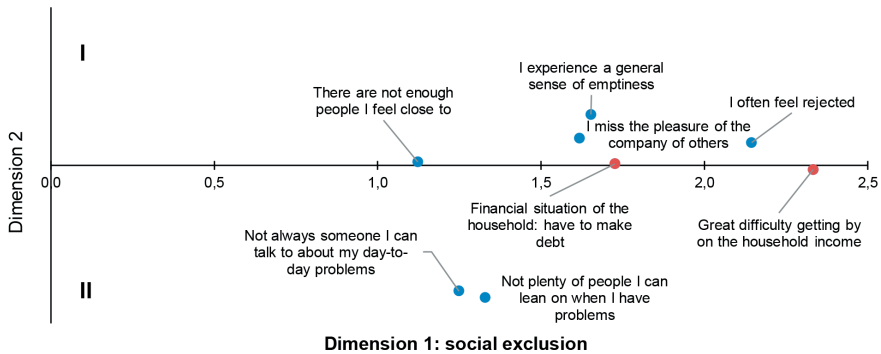 I
I experience a general
sense of emptiness
There are not enough
people I feel close to
I often feel rejected
I miss the pleasure of the
company of others
Dimension 2
0,0
0,5
1,0
1,5
2,0
2,5
Financial situation of the
household: have to make
debt
Great difficulty getting by
on the household income
Not always someone I can
talk to about my day-to-
day problems
Not plenty of people I can
lean on when I have
problems
II
Dimension 1: social exclusion